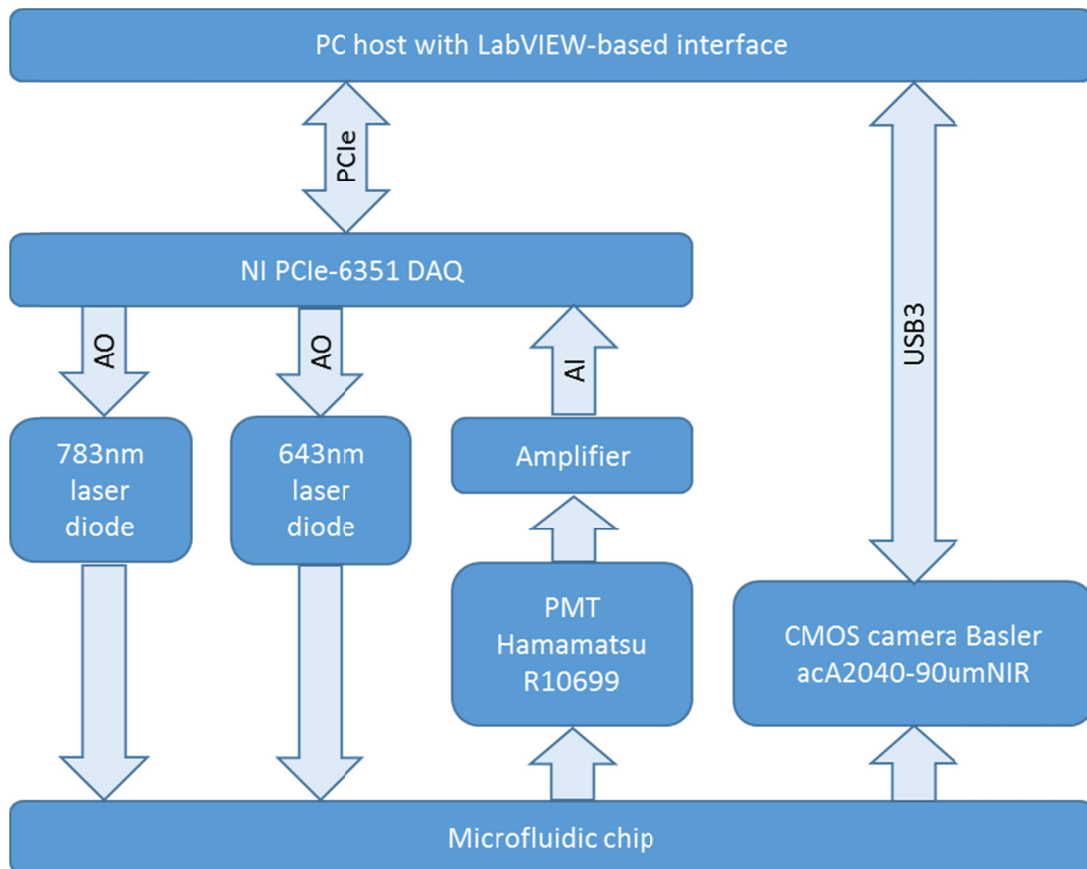 PC host with LabVIEW-based interface
PCIe
NI PCIe-6351 DAQ
AO
AO
AI
USB3
783nm
laser
diode
643nm
laser
diode
Amplifier
PMT
Hamamatsu
R10699
CMOS camera Basler
acA2040-90umNIR
Microfluidic chip